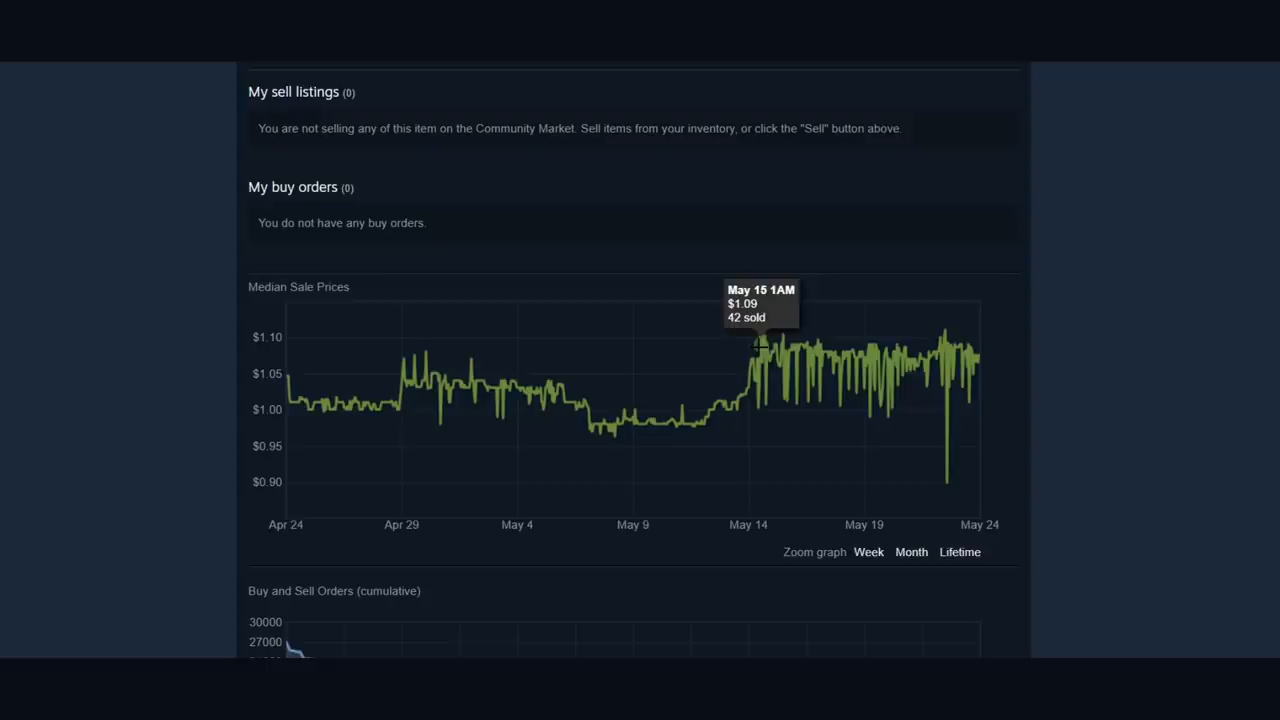 My sell listings (0)
You are not selling any of this item on the Community Market. Sell items from your inventory, or click the "Sell" button above.
My buy orders (0)
You do not have any buy orders.
Median Sale Prices
May 15 1AM
$1.09
42 sold
$1.10
$1.05
$1.00
$0.95
$0.90
Apr 24 Apr 29 May 4 May 9 May 14 May 19 May 24
Zoom graph Week Month Lifetime
Buy and Sell Orders (cumulative)
30000
27000